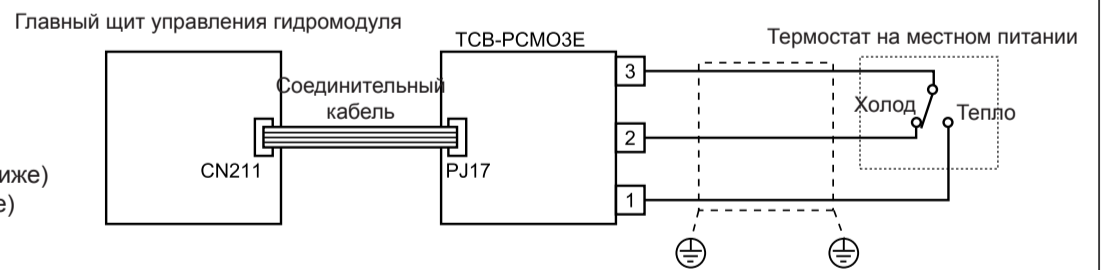 Главный щит управления гидромодуля
TCB-PCMO3E
Термостат на местном питании
Соединительный
кабель
3
Холод
Тепло
2
CN211
PJ17
иже)
е)
1